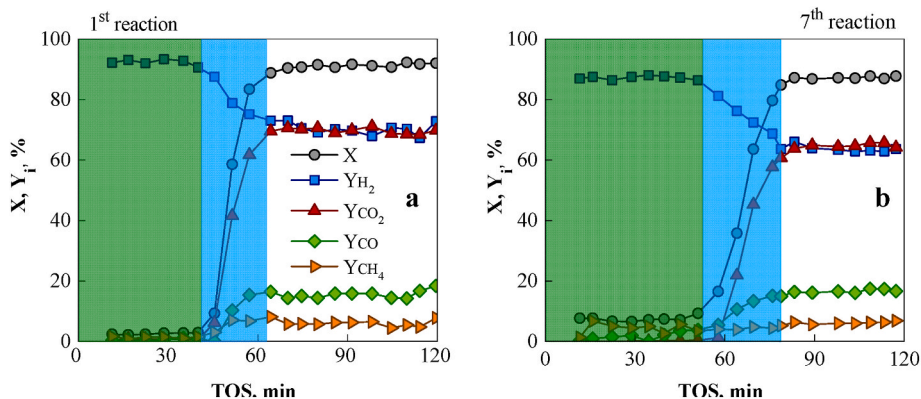 1st reaction
7th reaction
100
80
60
40
20
0
X, Yi, %
0
30
60
90
120
TOS, min
X
YH2
YCO2
YCO
YCH4
a
100
80
60
40
20
0
X, Yi, %
0
30
60
90
120
TOS, min
b